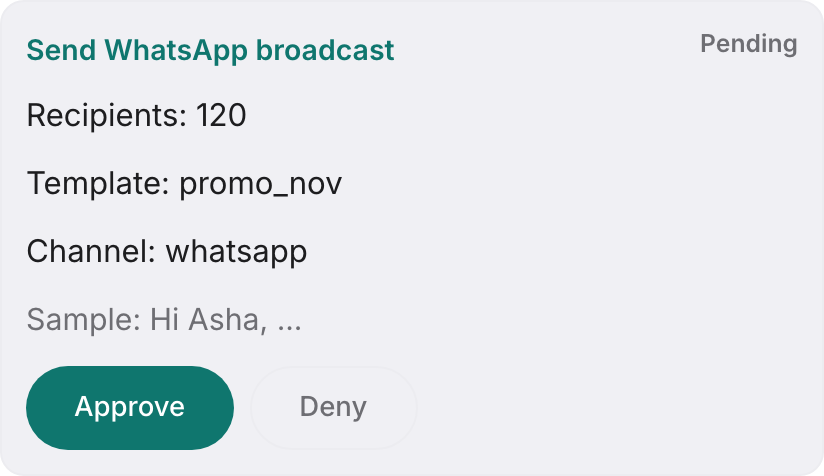 Send WhatsApp broadcast
Pending
Recipients: 120
Template: promo_nov
Channel: whatsapp
Sample: Hi Asha, ...
Approve
Deny